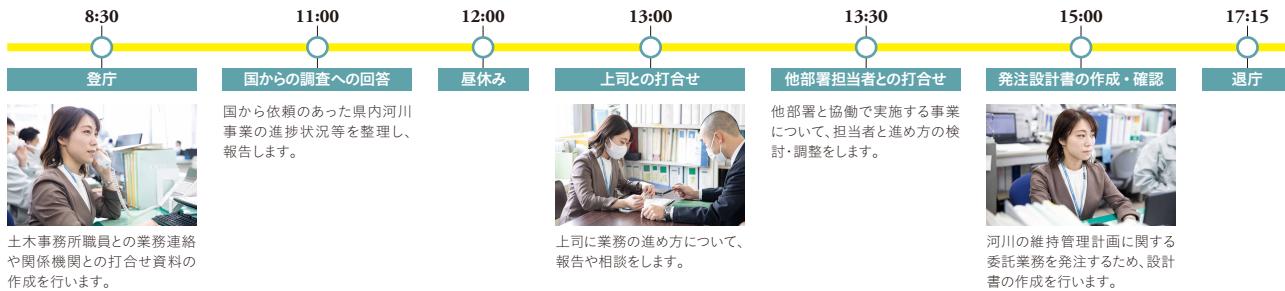 8:30
登庁
土木事務所職員との業務連絡
や関係機関との打合せ資料の
作成を行います。
11:00
国からの調査への回答
国から依頼のあった県内河川
事業の進捗状況等を整理し、
報告します。
12:00
昼休み
13:00
上司との打合せ
上司に業務の進め方について、
報告や相談をします。
13:30
他部署担当者との打合せ
他部署と協働で実施する事業
について、担当者と進め方の検
討・調整をします。
15:00
発注設計書の作成・確認
河川の維持管理計画に関する
委託業務を発注するため、設計
書の作成を行います。
17:15
退庁